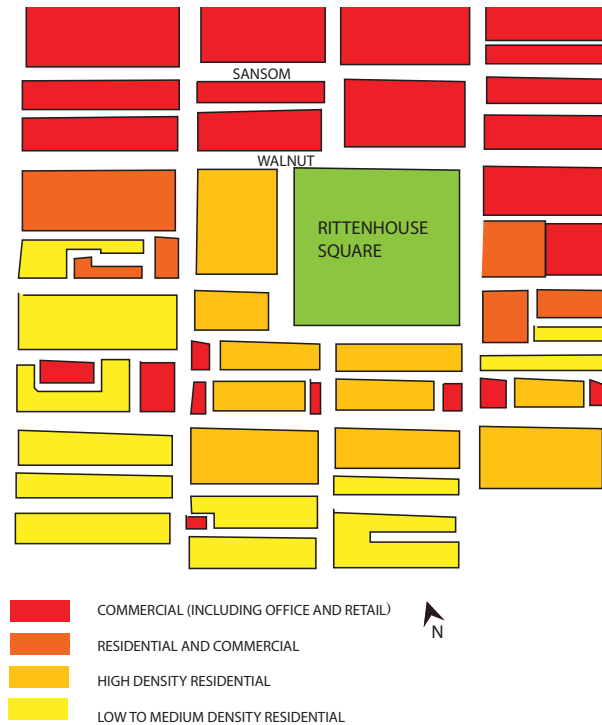 SANSOM
WALNUT
RITTENHOUSE
SQUARE
COMMERCIAL (INCLUDING OFFICE AND RETAIL)
N
RESIDENTIAL AND COMMERCIAL
HIGH DENSITY RESIDENTIAL
LOW TO MEDIUM DENSITY RESIDENTIAL